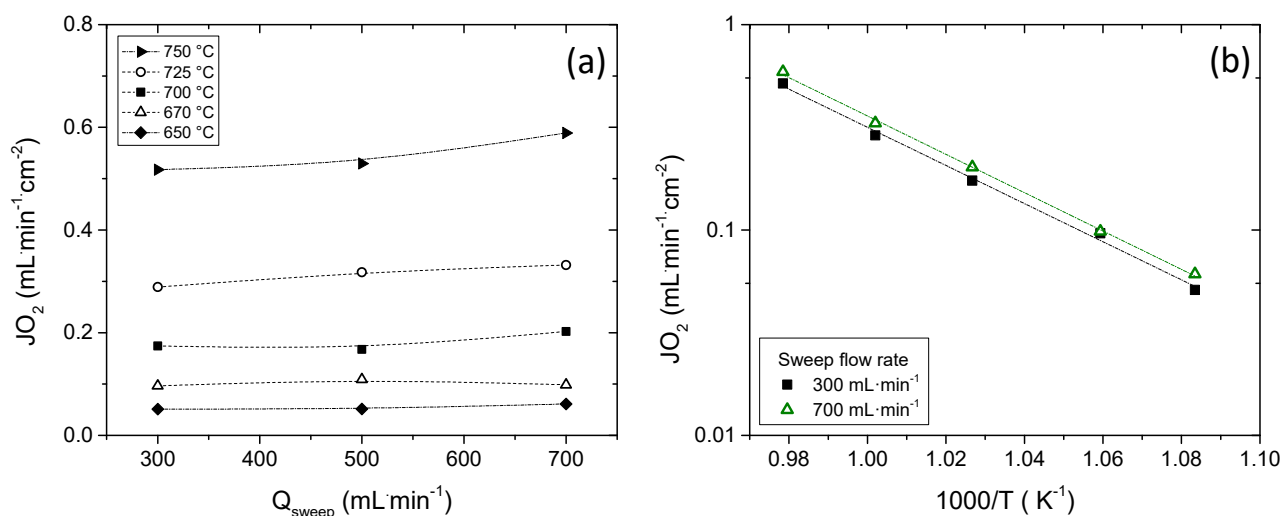 (a)
750 °C
725 °C
700 °C
670 °C
650 °C
0.8
0.6
0.4
0.2
0.0
JO₂ (mL·min⁻¹·cm⁻²)
300 400 500 600 700
Q_sweep (mL·min⁻¹)
(b)
1
0.1
0.01
JO₂ (mL·min⁻¹·cm⁻²)
Sweep flow rate
300 mL·min⁻¹
700 mL·min⁻¹
0.98 1.00 1.02 1.04 1.06 1.08 1.10
1000/T ( K⁻¹)